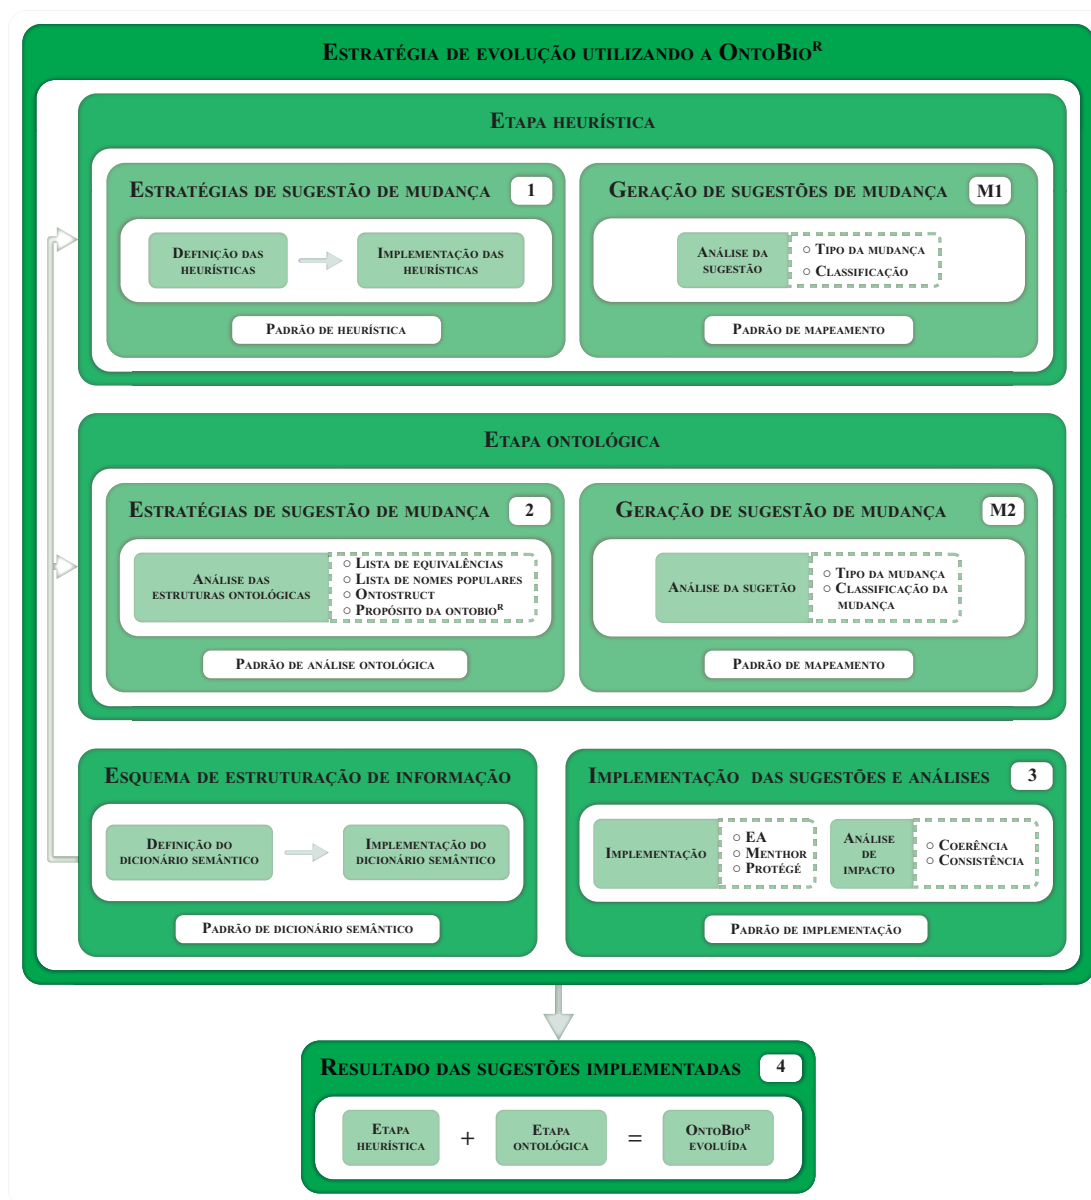 Estratégia de evolução utilizando a OntoBioᴿ
Etapa heurística
Estratégias de sugestão de mudança 1
Definição das
heurísticas
Implementação das
heurísticas
Padrão de heurística
Geração de sugestões de mudança M1
Análise da
sugestão
○ Tipo da mudança
○ Classificação
Padrão de mapeamento
Etapa ontológica
Estratégias de sugestão de mudança 2
Análise das
estruturas ontológicas
○ Lista de equivalências
○ Lista de nomes populares
○ Ontostruct
○ Propósito da ontobioᴿ
Padrão de análise ontológica
Geração de sugestão de mudança M2
Análise da sugetão
○ Tipo da mudança
○ Classificação da
mudança
Padrão de mapeamento
Esquema de estruturação de informação
Definição do
dicionário semântico
Implementação do
dicionário semântico
Padrão de dicionário semântico
Implementação das sugestões e análises 3
Implementação
○ EA
○ Menthor
○ Protégé
Análise
de
impacto
○ Coerência
○ Consistência
Padrão de implementação
Resultado das sugestões implementadas 4
Etapa
heurística
+
Etapa
ontológica
=
OntoBioᴿ
evoluída